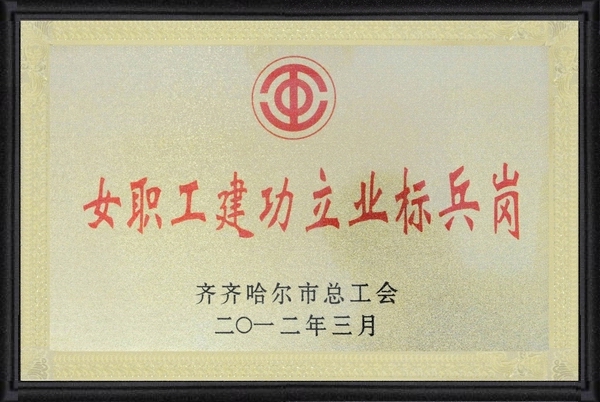 女职工建功立业标兵岗
齐齐哈尔市总工会
二〇一二年三月